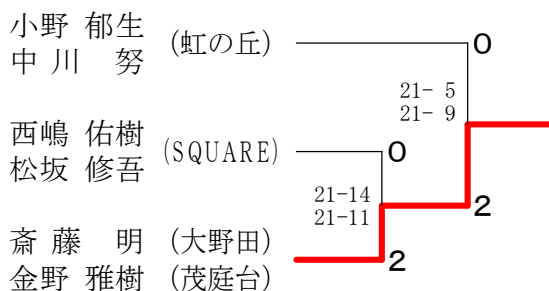 小野 郁生 (虹の丘)
中川 努
0
21- 5
21- 9
西嶋 佑樹 (SQUARE)
松坂 修吾
0
21-14
21-11
2
斎藤 明 (大野田)
金野 雅樹 (茂庭台)
2